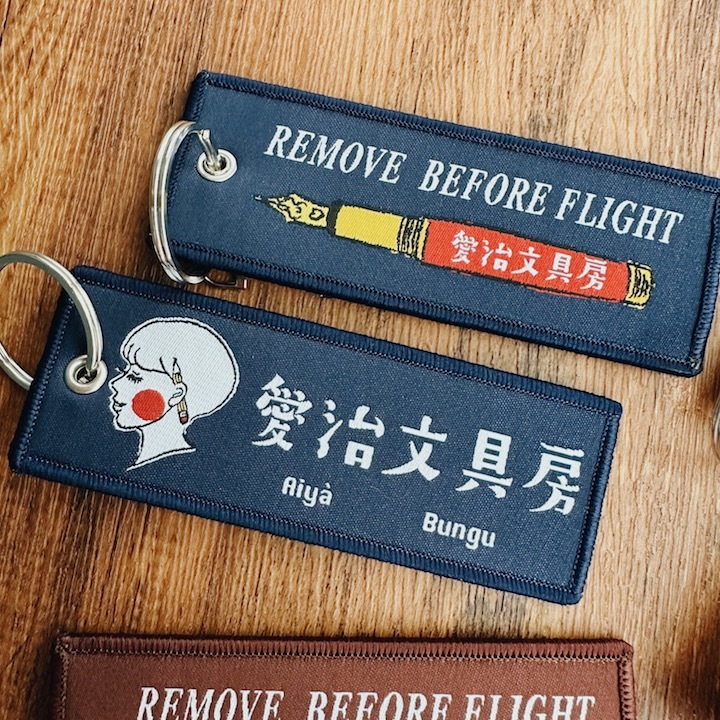 REMOVE BEFORE FLIGHT
愛治文具房
愛治文具房
Aiyà Bungu
REMOVE BEFORE FLIGHT